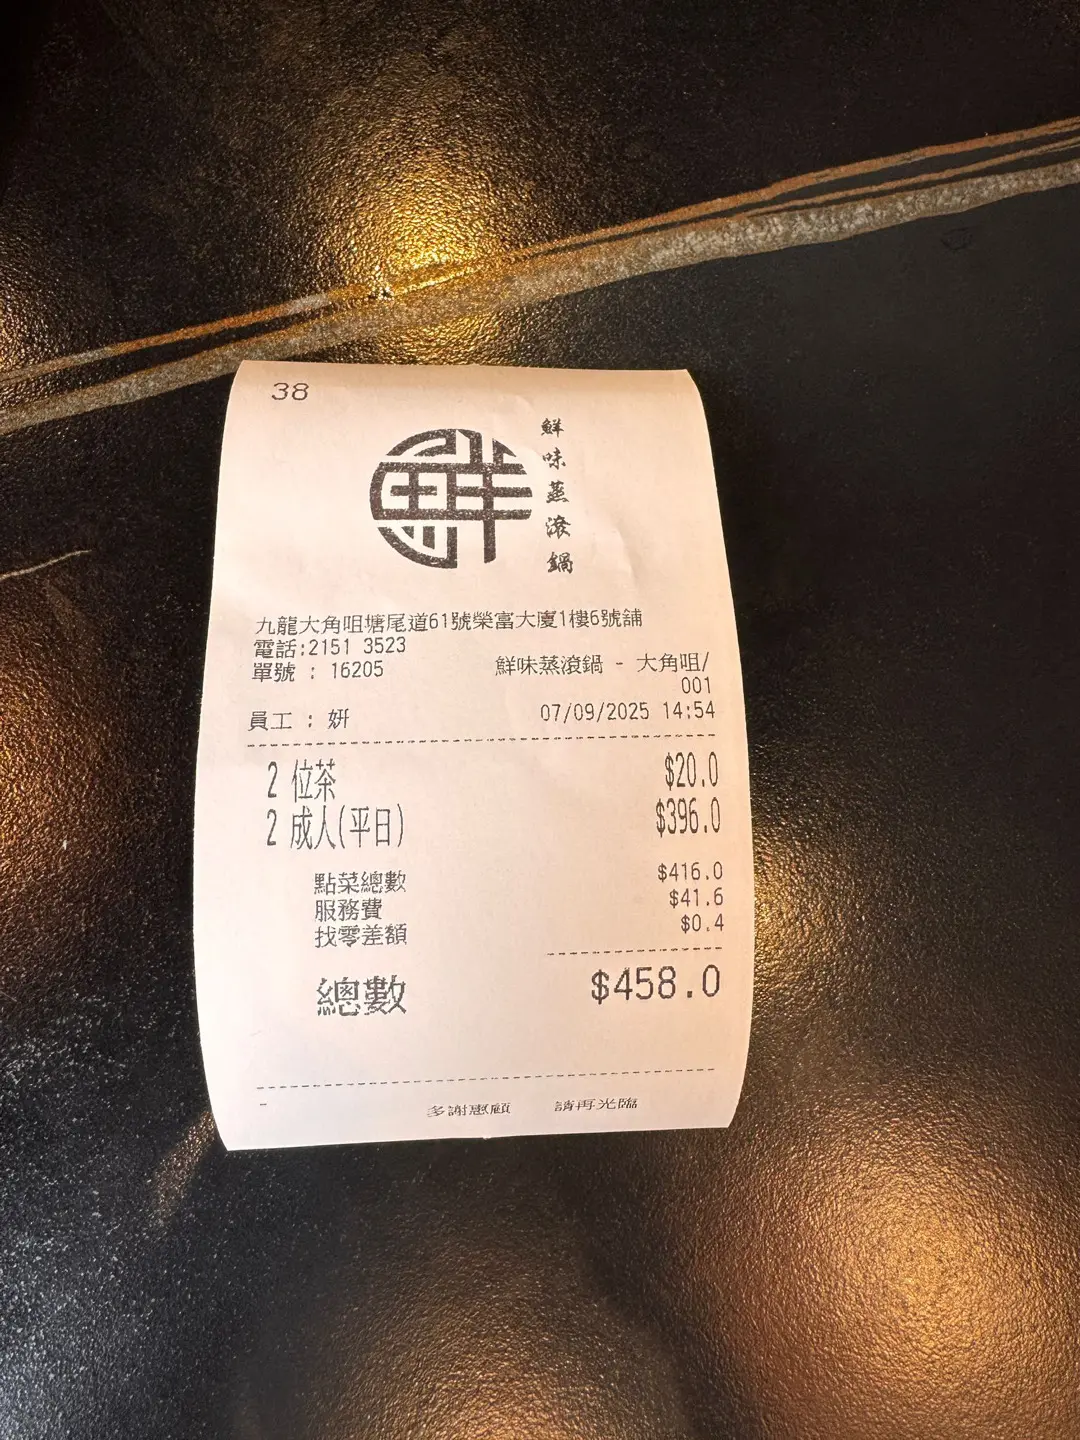 38
鮮
鮮味蒸滾鍋
九龍大角咀塘尾道61號榮富大廈1樓6號舖
電話:2151 3523
單號 : 16205 鮮味蒸滾鍋 - 大角咀/
001
員工 : 妍 07/09/2025 14:54
2 位茶 $20.0
2 成人(平日) $396.0
點菜總數 $416.0
服務費 $41.6
找零差額 $0.4
總數 $458.0
多謝惠顧 請再光臨